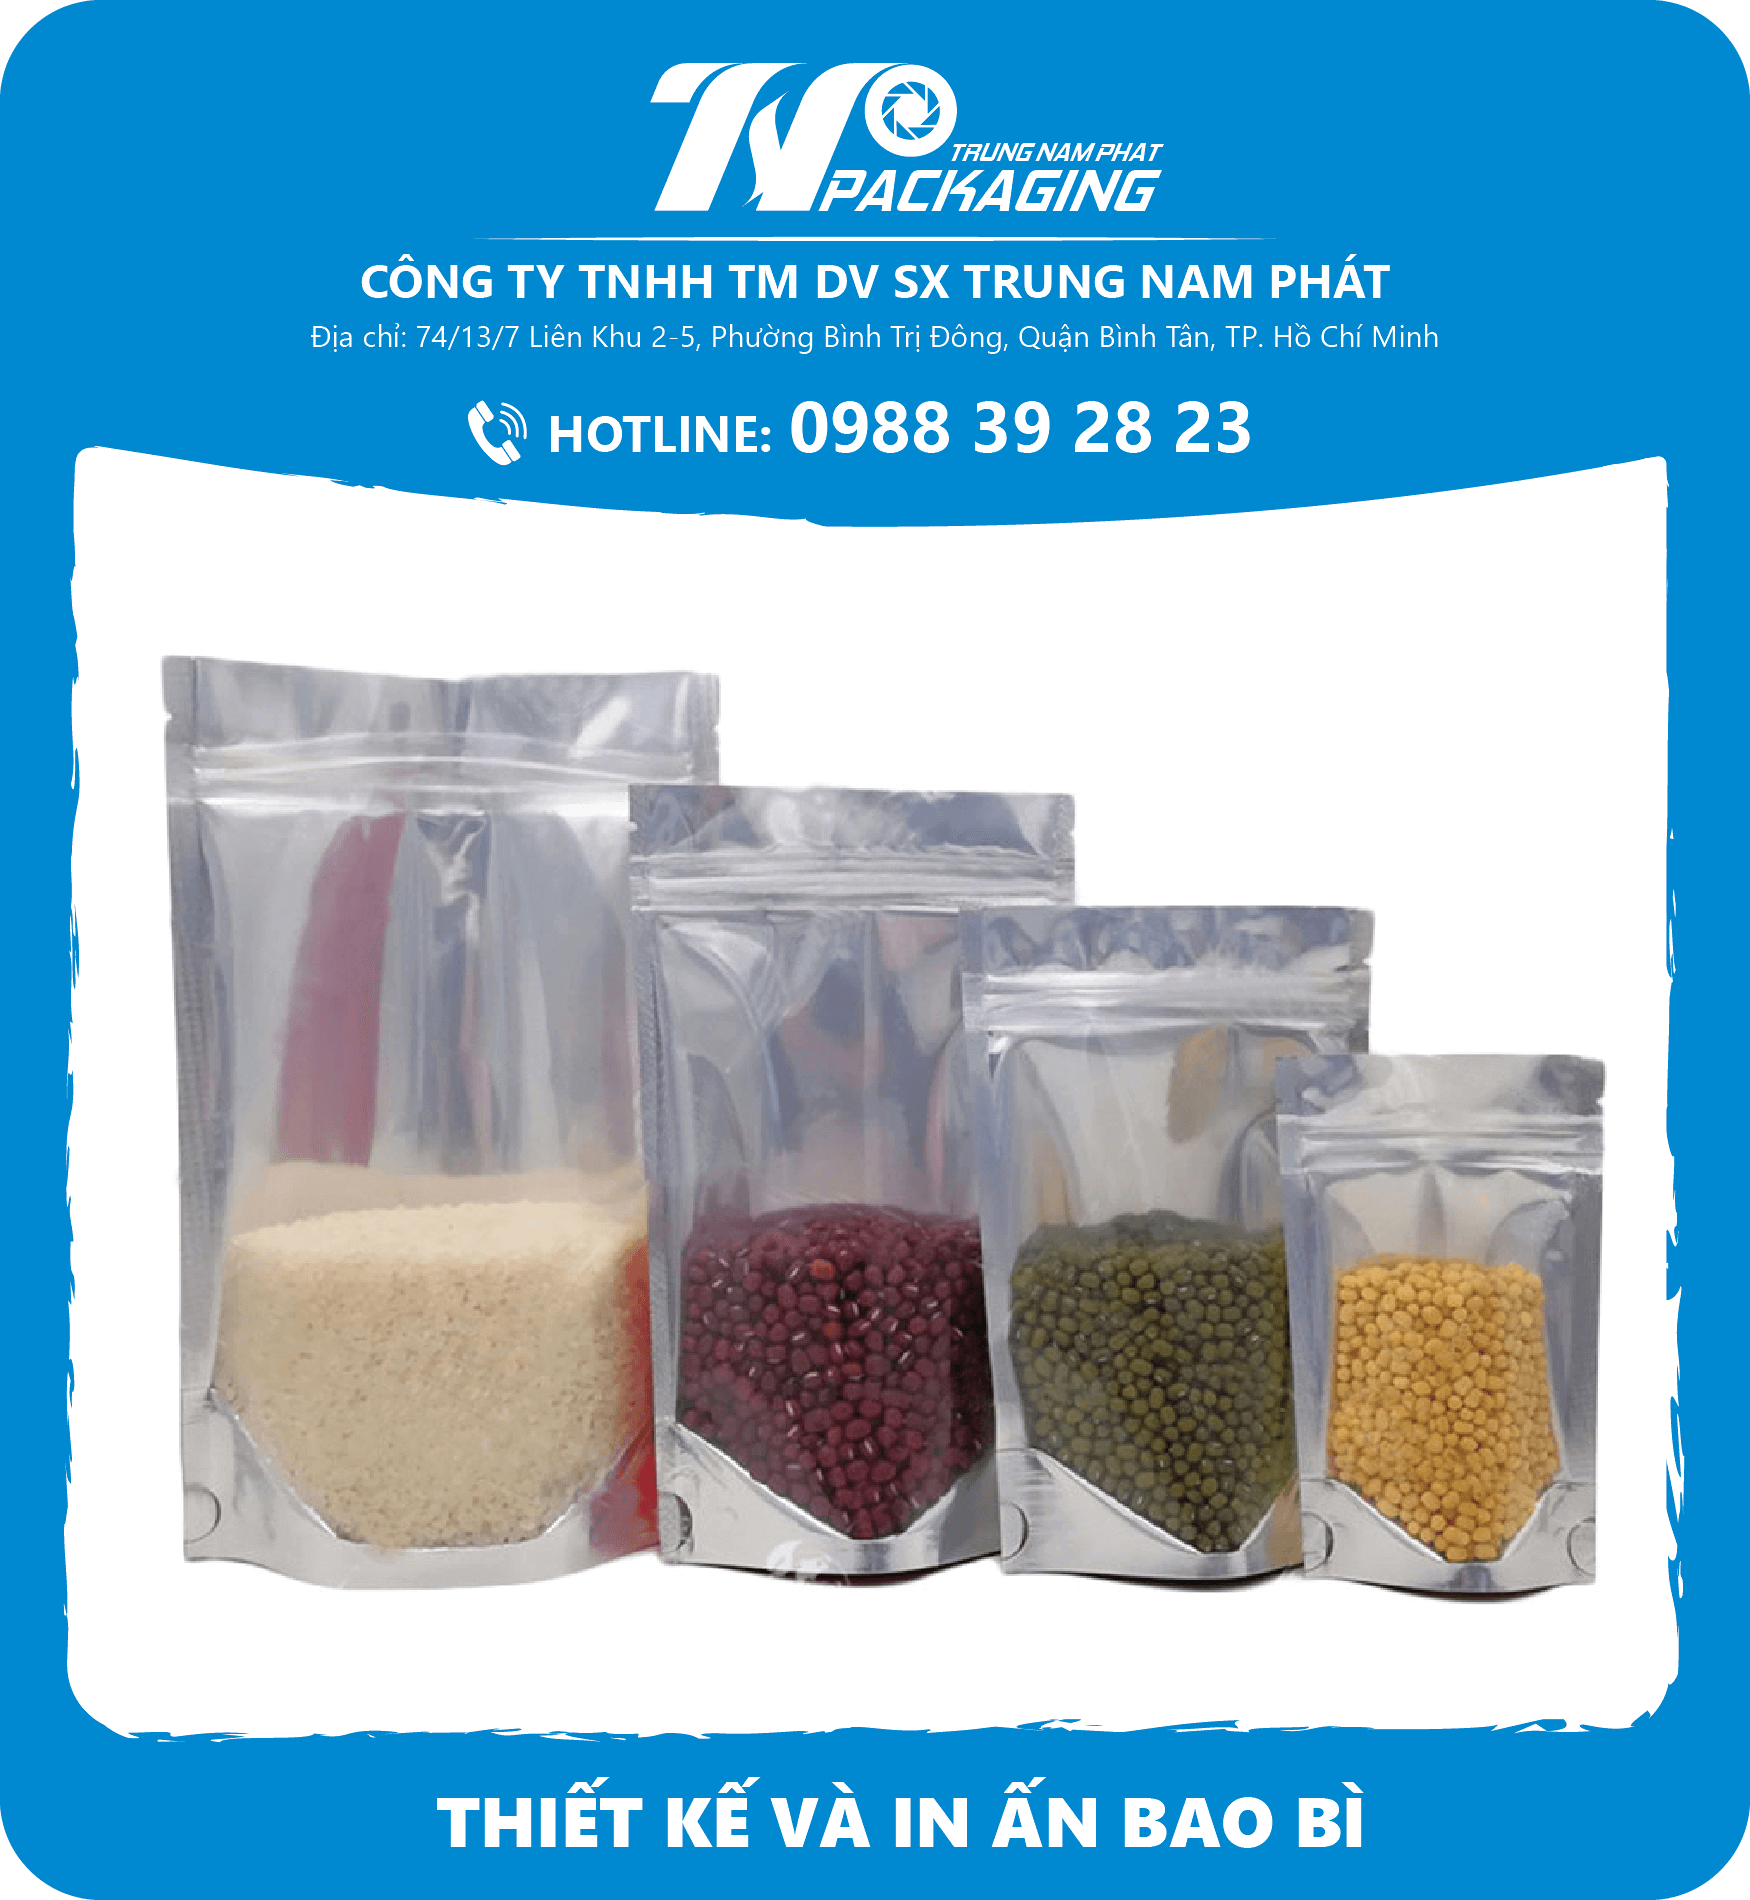 TNP
TRUNG NAM PHAT
PACKAGING
CÔNG TY TNHH TM DV SX TRUNG NAM PHÁT
Địa chỉ: 74/13/7 Liên Khu 2-5, Phường Bình Trị Đông, Quận Bình Tân, TP. Hồ Chí Minh
HOTLINE: 0988 39 28 23
THIẾT KẾ VÀ IN ẤN BAO BÌ